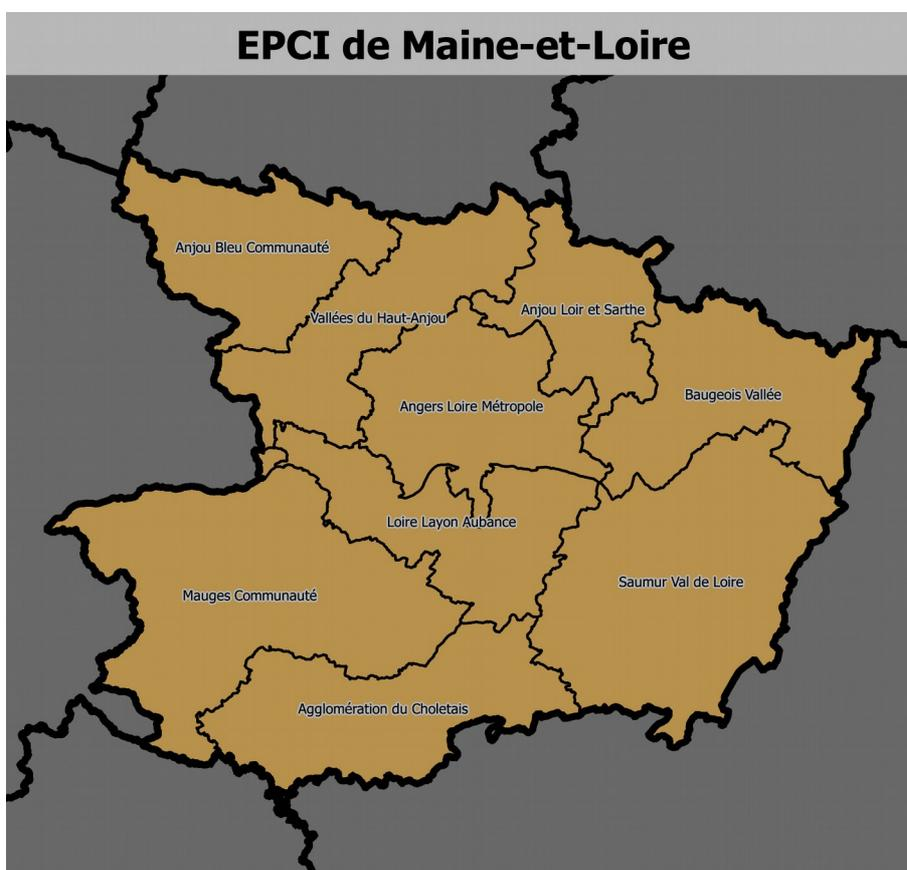 EPCI de Maine-et-Loire
Anjou Bleu Communauté
Vallées du Haut-Anjou
Anjou Loir et Sarthe
Angers Loire Métropole
Baugeois Vallée
Loire Layon Aubance
Mauges Communauté
Saumur Val de Loire
Agglomération du Choletais